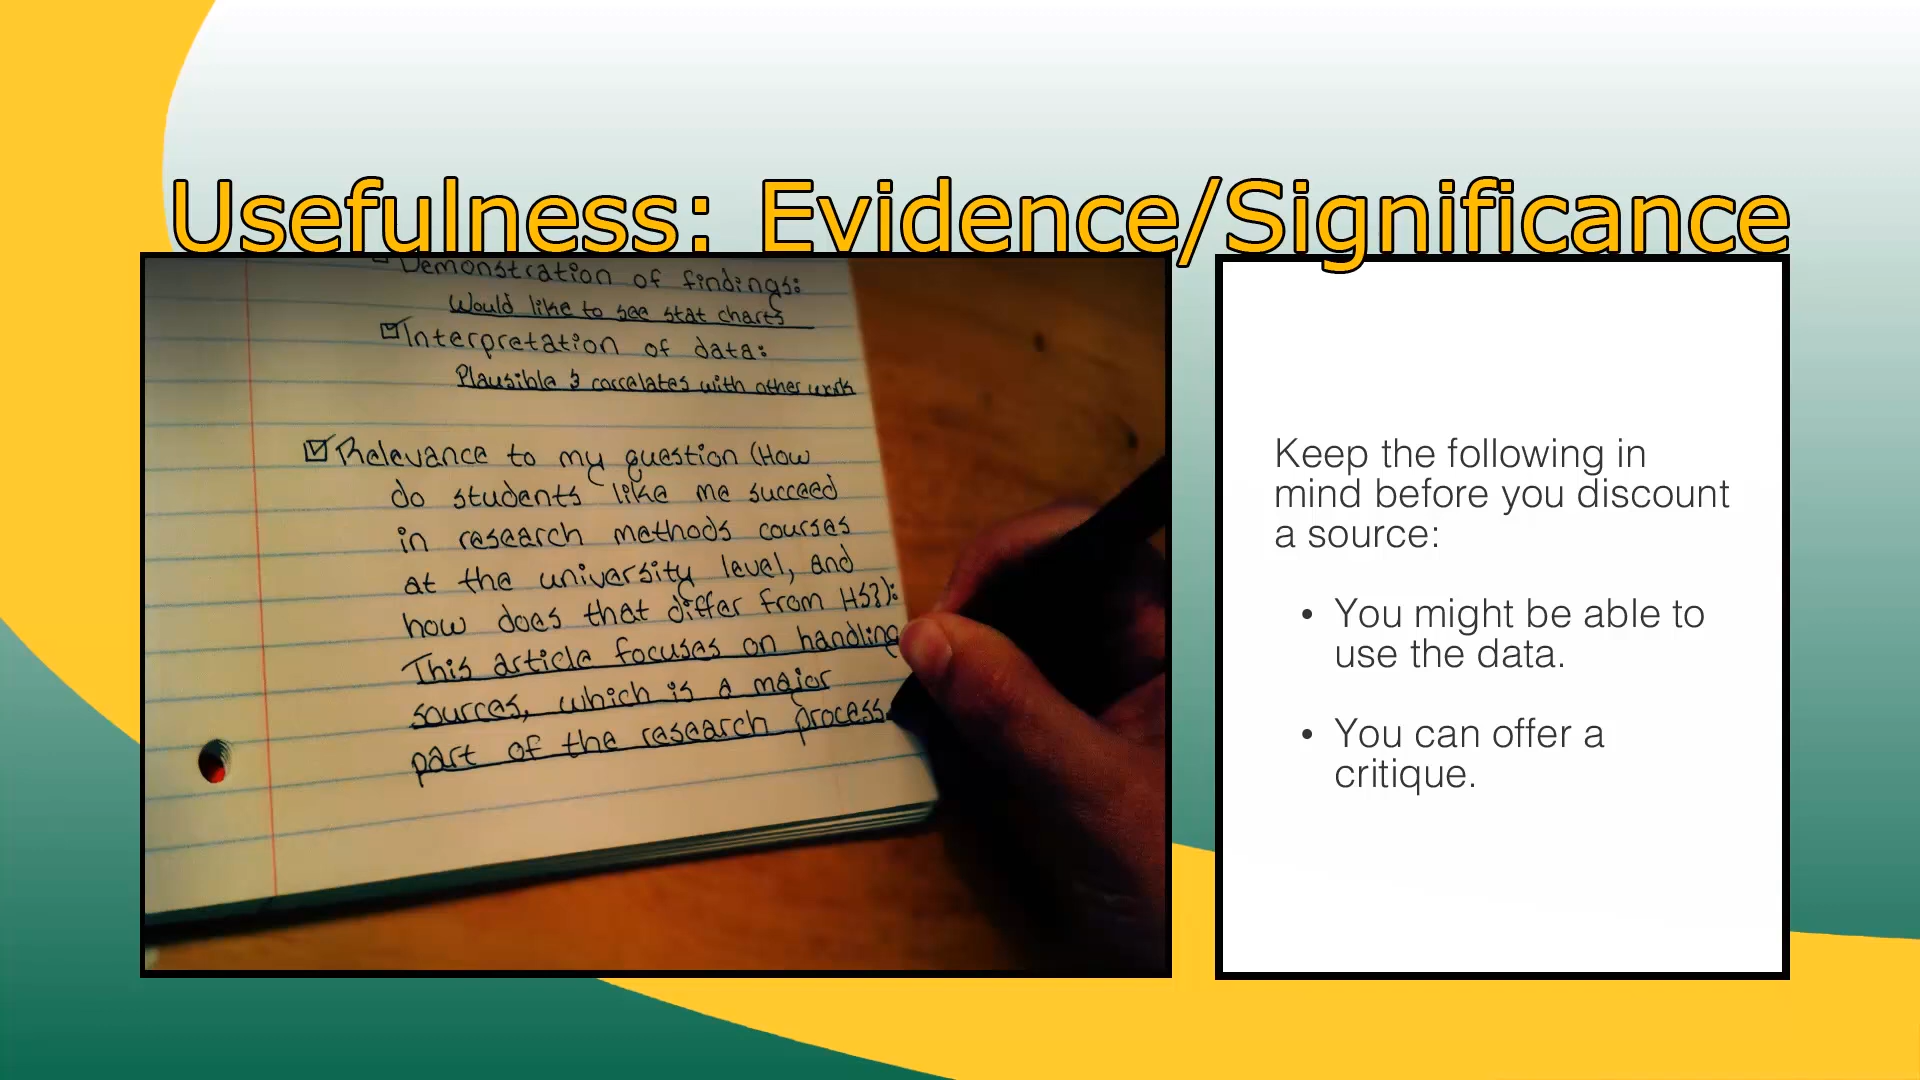 Usefulness: Evidence/Significance
Demonstration of findings:
Would like to see stat charts
Interpretation of data:
Plausible & correlates with other work
Relevance to my question (How
do students like me succeed
in research methods courses
at the university level, and
how does that differ from HS?):
This article focuses on handling
sources, which is a major
part of the research process.
Keep the following in
mind before you discount
a source:
• You might be able to
use the data.
• You can offer a
critique.